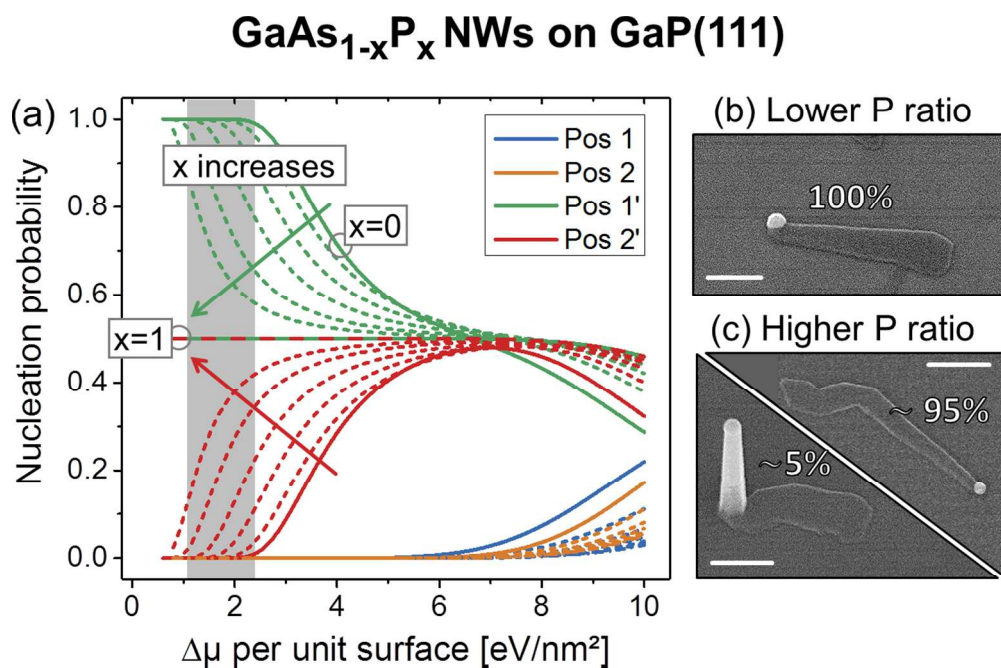 GaAs₁₋ₓPₓ NWs on GaP(111)
(a)
Nucleation probability
1.0
0.8
0.6
0.4
0.2
0.0
0
2
4
6
8
10
Δμ per unit surface [eV/nm²]
x increases
x=0
x=1
Pos 1
Pos 2
Pos 1'
Pos 2'
(b) Lower P ratio
100%
(c) Higher P ratio
~ 95%
~5%